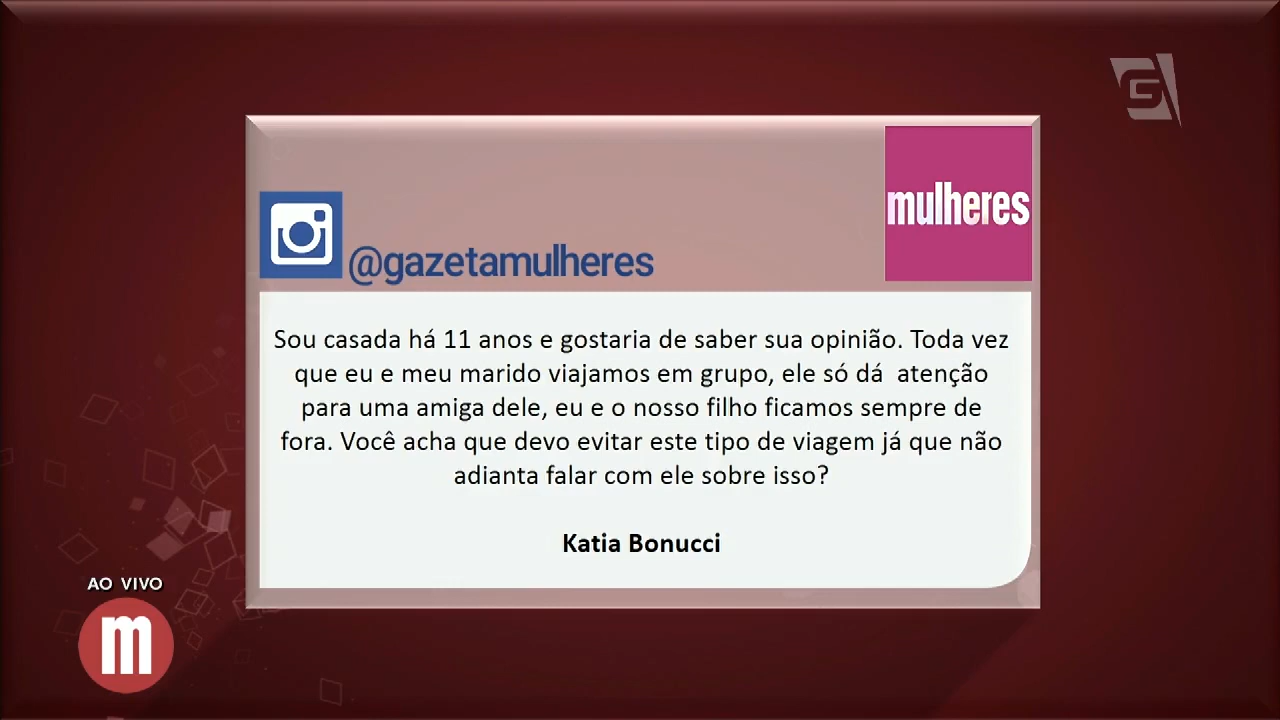 mulheres
@gazetamulheres
Sou casada há 11 anos e gostaria de saber sua opinião. Toda vez
que eu e meu marido viajamos em grupo, ele só dá atenção
para uma amiga dele, eu e o nosso filho ficamos sempre de
fora. Você acha que devo evitar este tipo de viagem já que não
adianta falar com ele sobre isso?
Katia Bonucci
AO VIVO
m